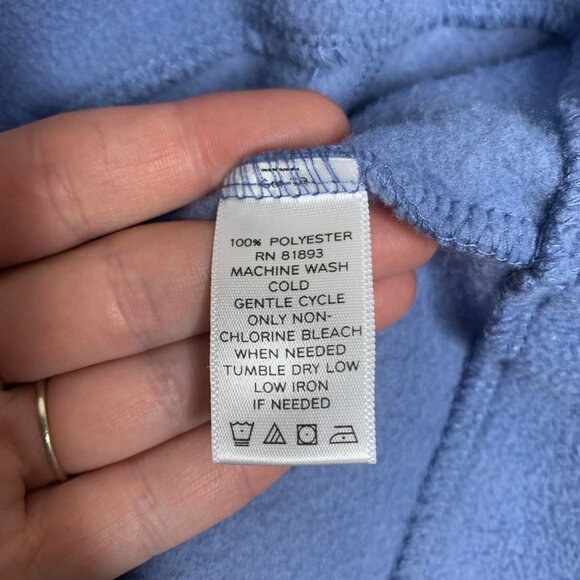 100% POLYESTER
RN 81893
MACHINE WASH
COLD
GENTLE CYCLE
ONLY NON-
CHLORINE BLEACH
WHEN NEEDED
TUMBLE DRY LOW
LOW IRON
IF NEEDED